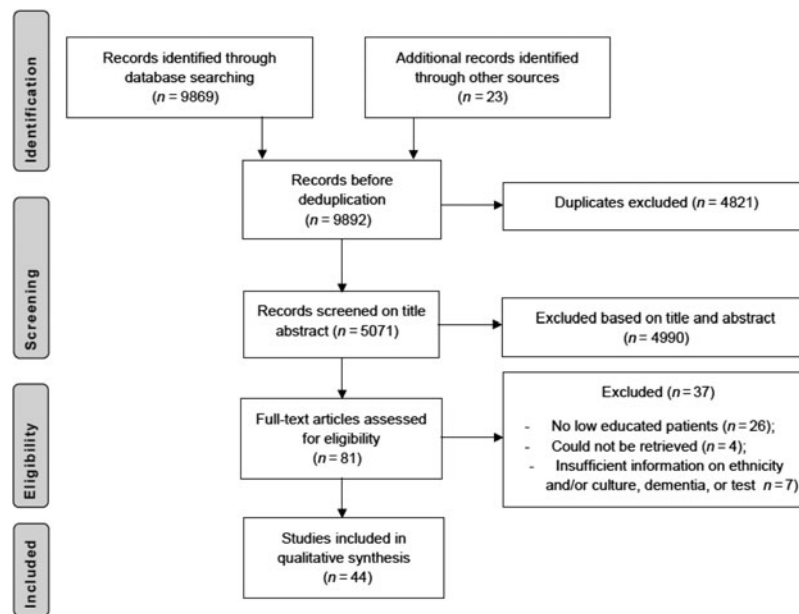 Identification
Records identified through
database searching
(n = 9869)
Additional records identified
through other sources
(n = 23)
Records before
deduplication
(n = 9892)
Duplicates excluded (n = 4821)
Screening
Records screened on title
abstract (n = 5071)
Excluded based on title and abstract
(n = 4990)
Eligibility
Full-text articles assessed
for eligibility
(n = 81)
Excluded (n = 37)
- No low educated patients (n = 26);
- Could not be retrieved (n = 4);
- Insufficient information on ethnicity
and/or culture, dementia, or test n = 7)
Included
Studies included in
qualitative synthesis
(n = 44)